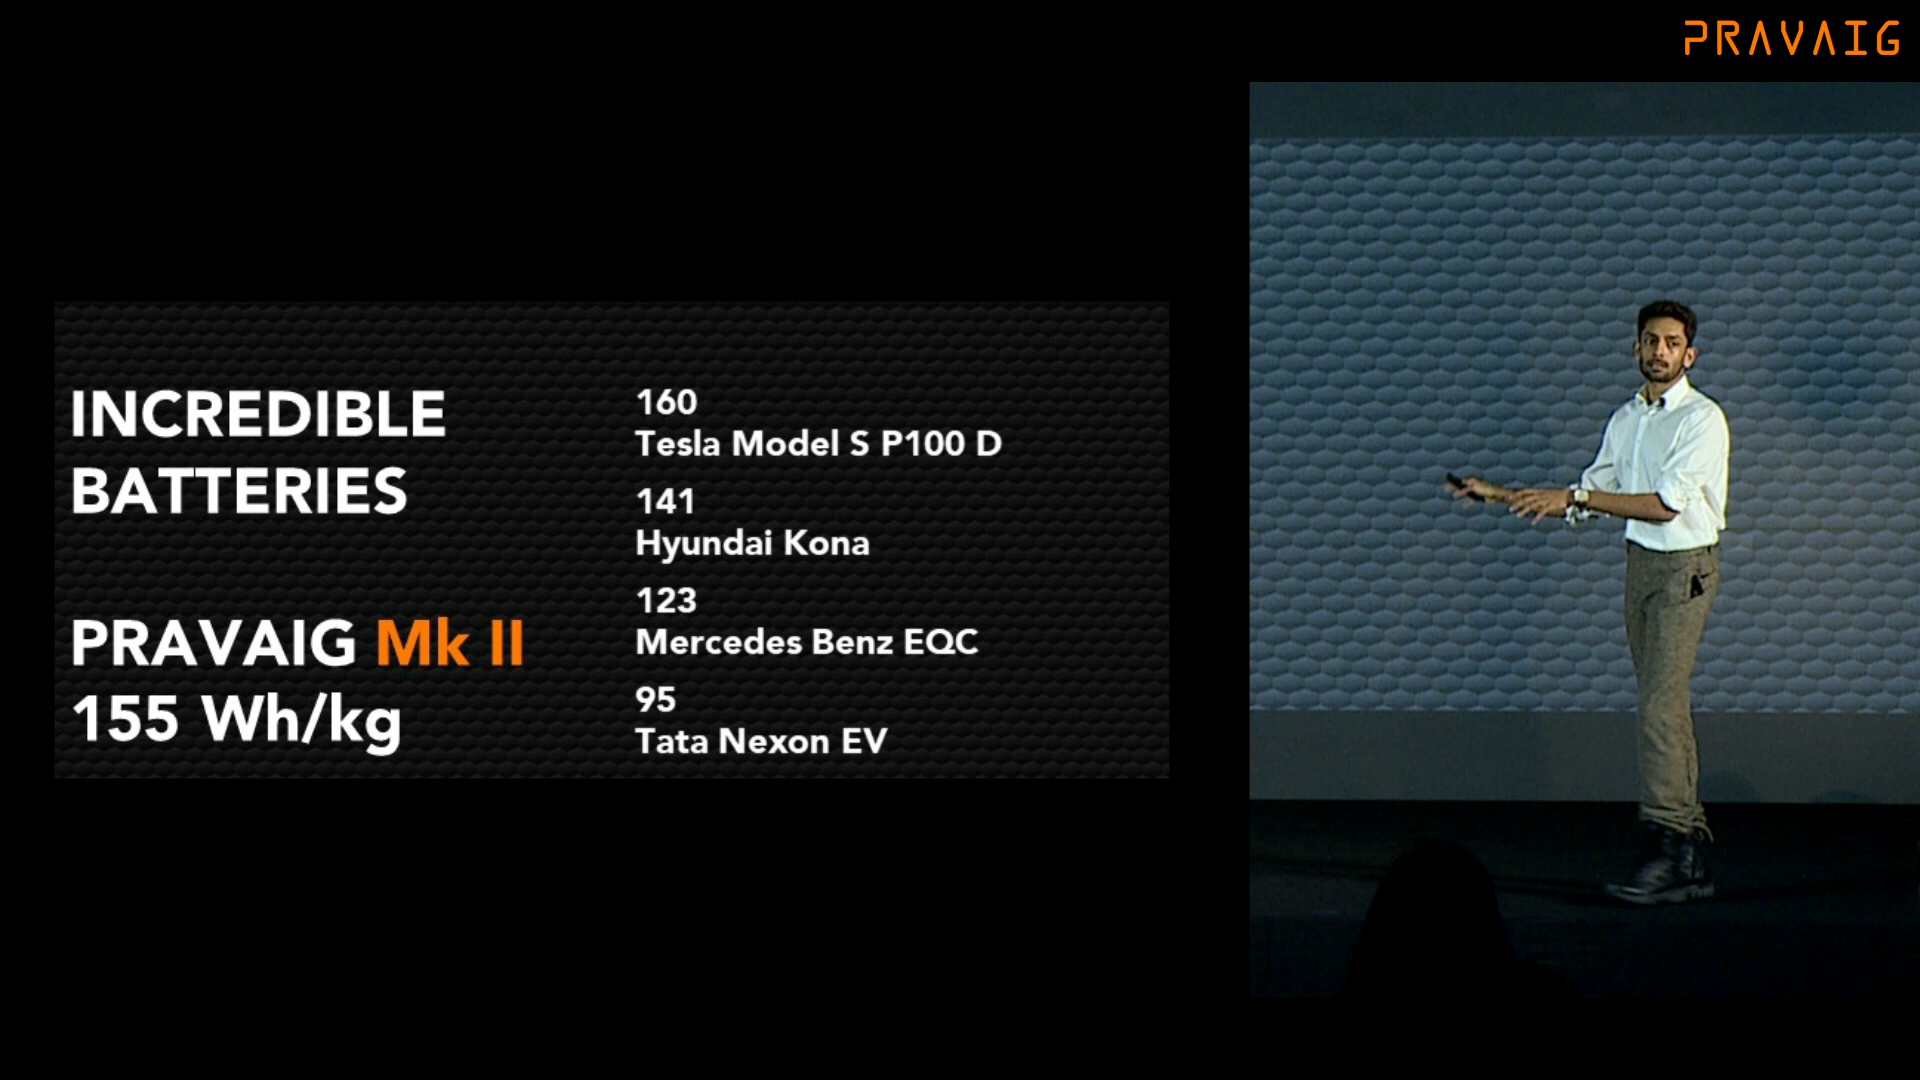 PRAVAIG
INCREDIBLE
BATTERIES
PRAVAIG Mk II
155 Wh/kg
160
Tesla Model S P100 D
141
Hyundai Kona
123
Mercedes Benz EQC
95
Tata Nexon EV